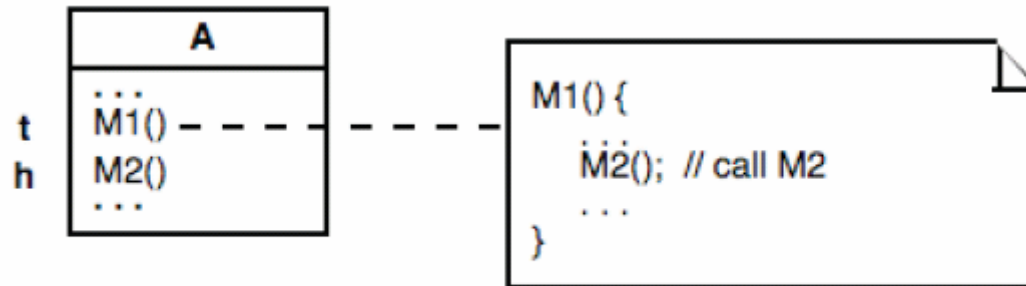 A
. . .
t M1()
h M2()
. . .
M1() {
. . .
M2(); // call M2
. . .
}